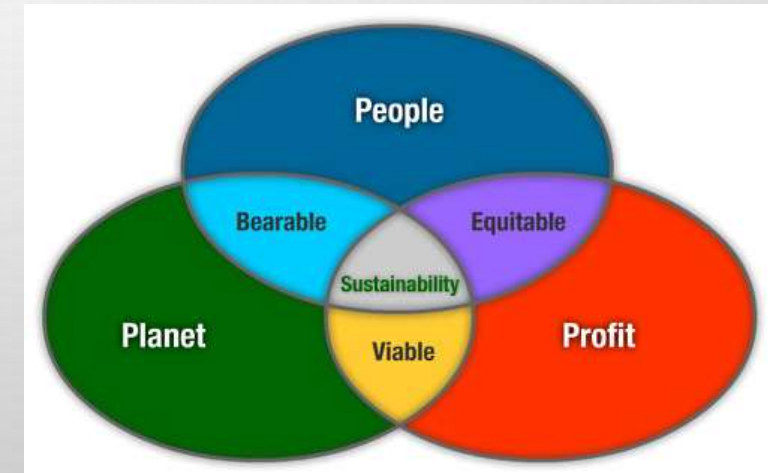 People
Bearable
Equitable
Sustainability
Planet
Viable
Profit